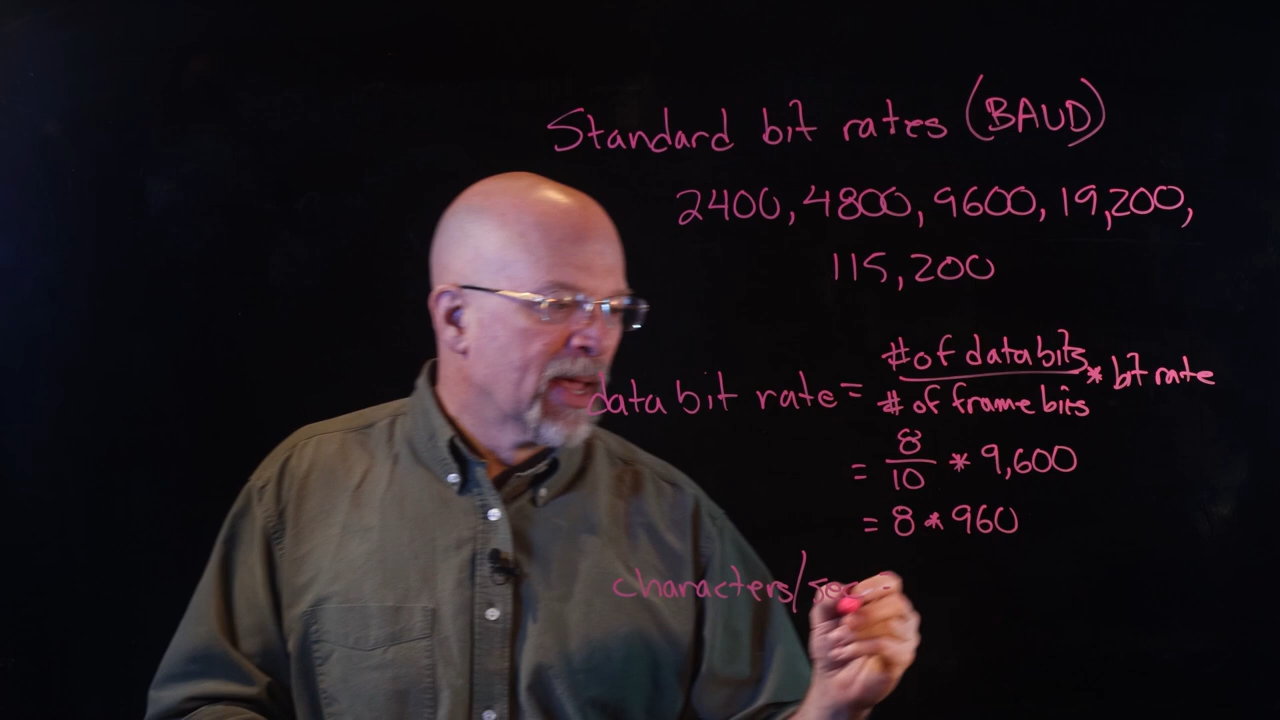 Standard bit rates (BAUD)
2400, 4800, 9600, 19,200,
115,200
data bit rate = # of data bits / # of frame bits * bit rate
= 8/10 * 9,600
= 8 * 960
characters/sec